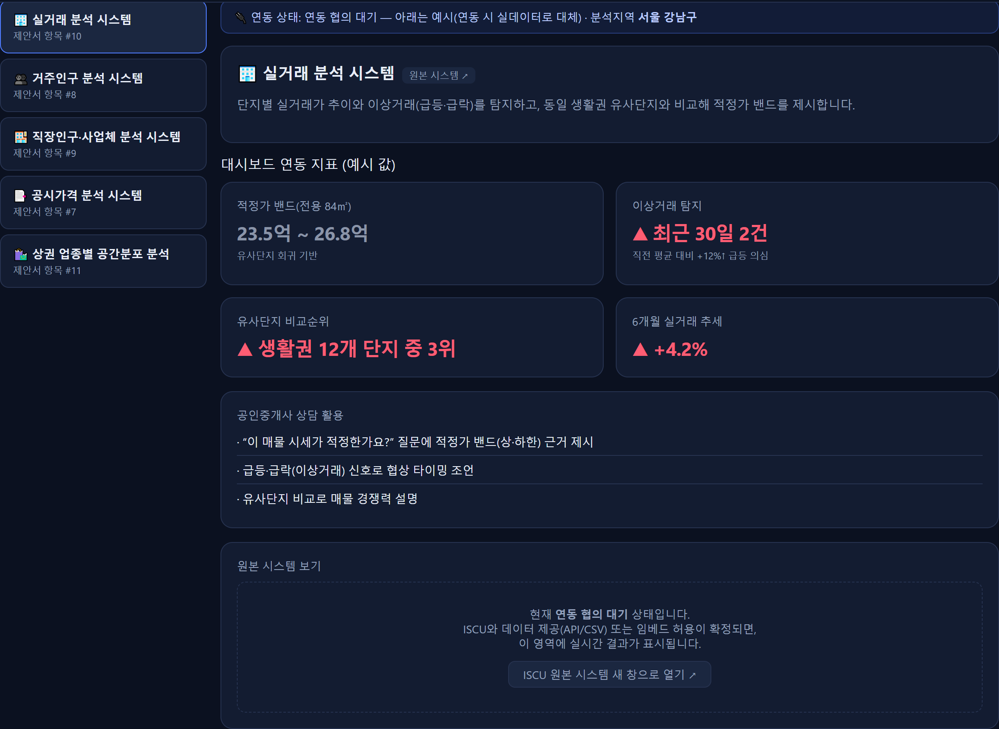 실거래 분석 시스템
제안서 항목 #10
거주인구 분석 시스템
제안서 항목 #8
직장인구·사업체 분석 시스템
제안서 항목 #9
공시가격 분석 시스템
제안서 항목 #7
상권 업종별 공간분포 분석
제안서 항목 #11
연동 상태: 연동 협의 대기 — 아래는 예시(연동 시 실데이터로 대체) · 분석지역 서울 강남구
실거래 분석 시스템 원본 시스템 ↗
단지별 실거래가 추이와 이상거래(급등·급락)를 탐지하고, 동일 생활권 유사단지와 비교해 적정가 밴드를 제시합니다.
대시보드 연동 지표 (예시 값)
적정가 밴드(전용 84㎡)
23.5억 ~ 26.8억
유사단지 회귀 기반
이상거래 탐지
▲ 최근 30일 2건
직전 평균 대비 +12%↑ 급등 의심
유사단지 비교순위
▲ 생활권 12개 단지 중 3위
6개월 실거래 추세
▲ +4.2%
공인중개사 상담 활용
· “이 매물 시세가 적정한가요?” 질문에 적정가 밴드(상·하한) 근거 제시
· 급등·급락(이상거래) 신호로 협상 타이밍 조언
· 유사단지 비교로 매물 경쟁력 설명
원본 시스템 보기
현재 연동 협의 대기 상태입니다.
ISCU와 데이터 제공(API/CSV) 또는 임베드 허용이 확정되면,
이 영역에 실시간 결과가 표시됩니다.
ISCU 원본 시스템 새 창으로 열기 ↗